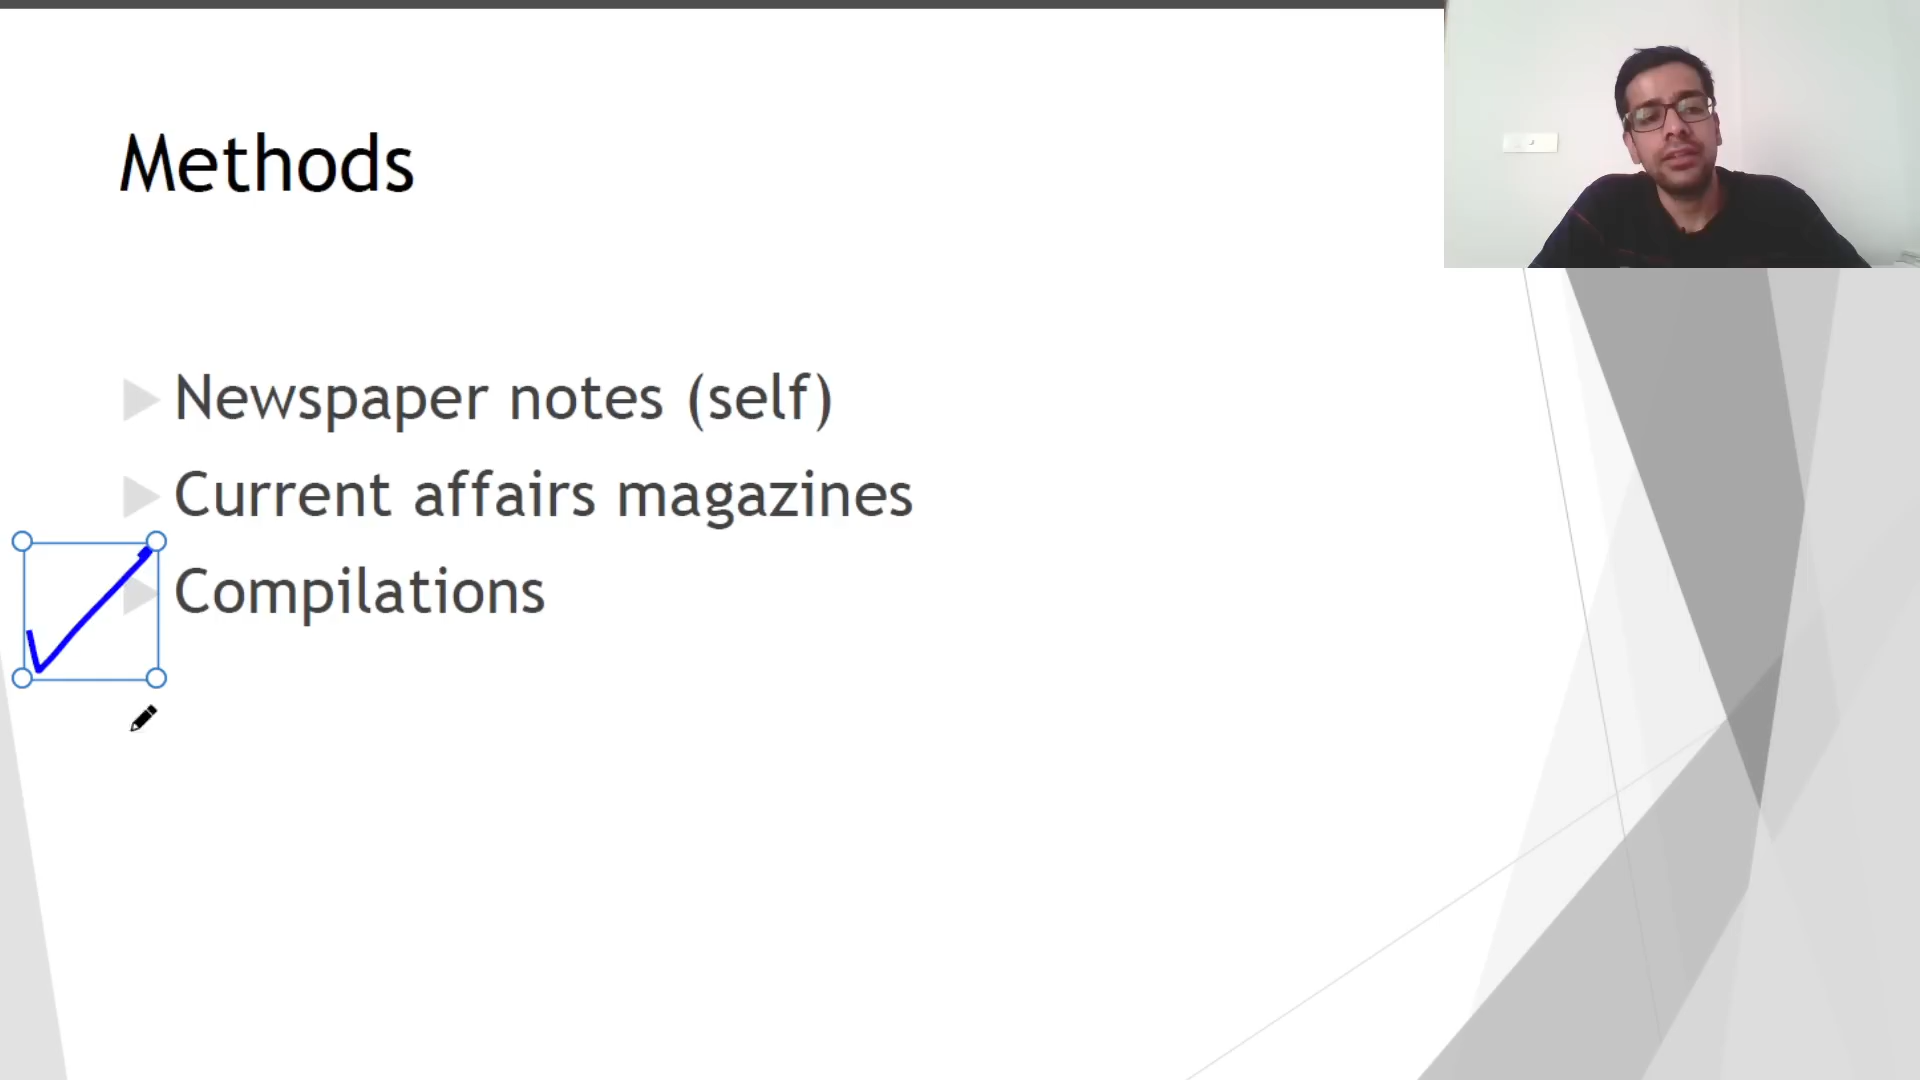 Methods
Newspaper notes (self)
Current affairs magazines
Compilations